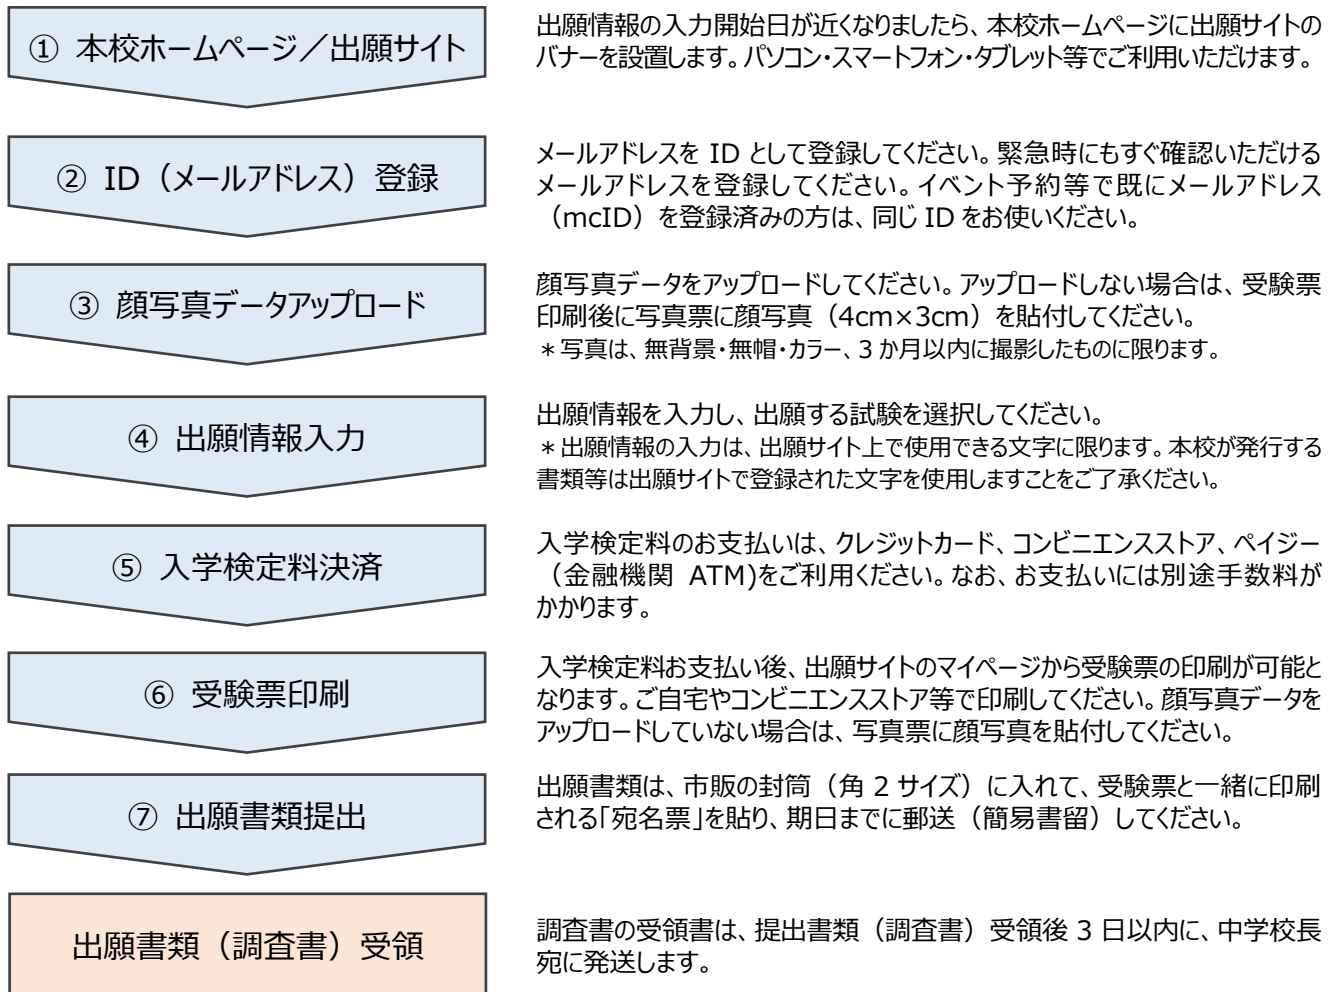 ① 本校ホームページ／出願サイト
出願情報の入力開始日が近くなりましたら、本校ホームページに出願サイトの
バナーを設置します。パソコン・スマートフォン・タブレット等でご利用いただけます。
② ID（メールアドレス）登録
メールアドレスを ID として登録してください。緊急時にもすぐ確認いただける
メールアドレスを登録してください。イベント予約等で既にメールアドレス
（mcID）を登録済みの方は、同じ ID をお使いください。
③ 顔写真データアップロード
顔写真データをアップロードしてください。アップロードしない場合は、受験票
印刷後に写真票に顔写真（4cm×3cm）を貼付してください。
＊写真は、無背景・無帽・カラー、3 か月以内に撮影したものに限ります。
④ 出願情報入力
出願情報を入力し、出願する試験を選択してください。
＊出願情報の入力は、出願サイト上で使用できる文字に限ります。本校が発行する
書類等は出願サイトで登録された文字を使用しますことをご了承ください。
⑤ 入学検定料決済
入学検定料のお支払いは、クレジットカード、コンビニエンスストア、ペイジー
（金融機関 ATM)をご利用ください。なお、お支払いには別途手数料が
かかります。
⑥ 受験票印刷
入学検定料お支払い後、出願サイトのマイページから受験票の印刷が可能と
なります。ご自宅やコンビニエンスストア等で印刷してください。顔写真データを
アップロードしていない場合は、写真票に顔写真を貼付してください。
⑦ 出願書類提出
出願書類は、市販の封筒（角 2 サイズ）に入れて、受験票と一緒に印刷
される「宛名票」を貼り、期日までに郵送（簡易書留）してください。
出願書類（調査書）受領
調査書の受領書は、提出書類（調査書）受領後 3 日以内に、中学校長
宛に発送します。